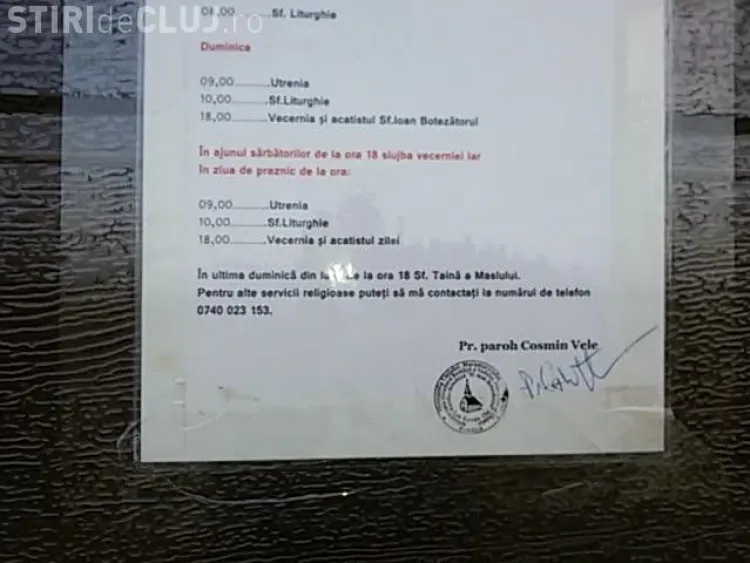 STIRIdeCLUJ.ro
08,00..........Sf. Liturghie
Duminica
09,00..........Utrenia
10,00..........Sf.Liturghie
18,00..........Vecernia și acatistul Sf.Ioan Botezătorul
În ajunul sărbătorilor de la ora 18 slujba vecerniei iar
în ziua de praznic de la ora:
09,00..........Utrenia
10,00..........Sf.Liturghie
18,00..........Vecernia și acatistul zilei
În ultima duminică din de la ora 18 Sf. Taină a Maslului.
Pentru alte servicii religioase puteți să mă contactați la numărul de telefon
0740 023 153.
Pr. paroh Cosmin Vele